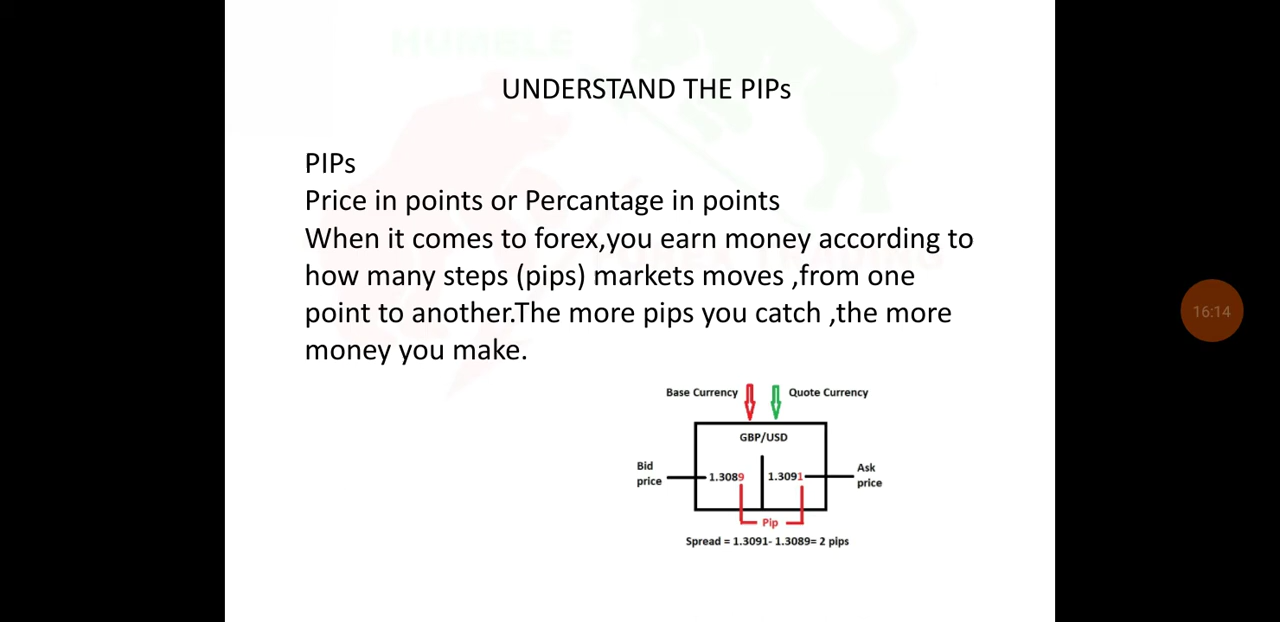 HUMBLE
UNDERSTAND THE PIPs
PIPs
Price in points or Percantage in points
When it comes to forex,you earn money according to
how many steps (pips) markets moves ,from one
point to another.The more pips you catch ,the more
money you make.
16:14
Base Currency
Quote Currency
GBP/USD
Bid
price
1.3089
1.3091
Ask
price
Pip
Spread = 1.3091- 1.3089= 2 pips